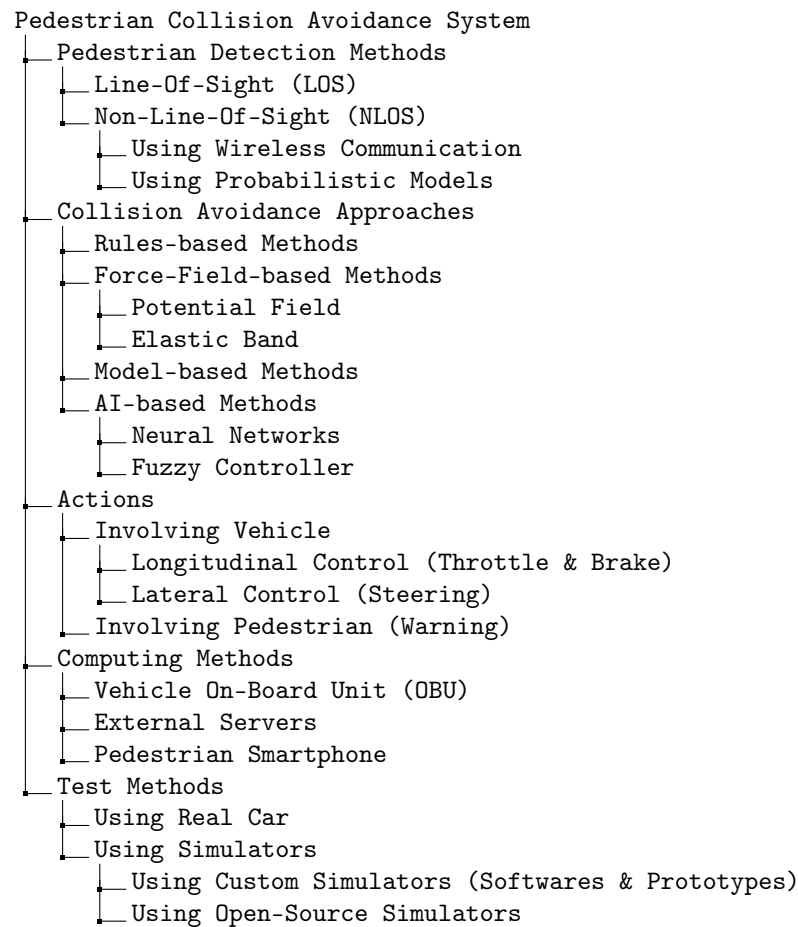 Pedestrian Collision Avoidance System
Pedestrian Detection Methods
Line-Of-Sight (LOS)
Non-Line-Of-Sight (NLOS)
Using Wireless Communication
Using Probabilistic Models
Collision Avoidance Approaches
Rules-based Methods
Force-Field-based Methods
Potential Field
Elastic Band
Model-based Methods
AI-based Methods
Neural Networks
Fuzzy Controller
Actions
Involving Vehicle
Longitudinal Control (Throttle & Brake)
Lateral Control (Steering)
Involving Pedestrian (Warning)
Computing Methods
Vehicle On-Board Unit (OBU)
External Servers
Pedestrian Smartphone
Test Methods
Using Real Car
Using Simulators
Using Custom Simulators (Softwares & Prototypes)
Using Open-Source Simulators